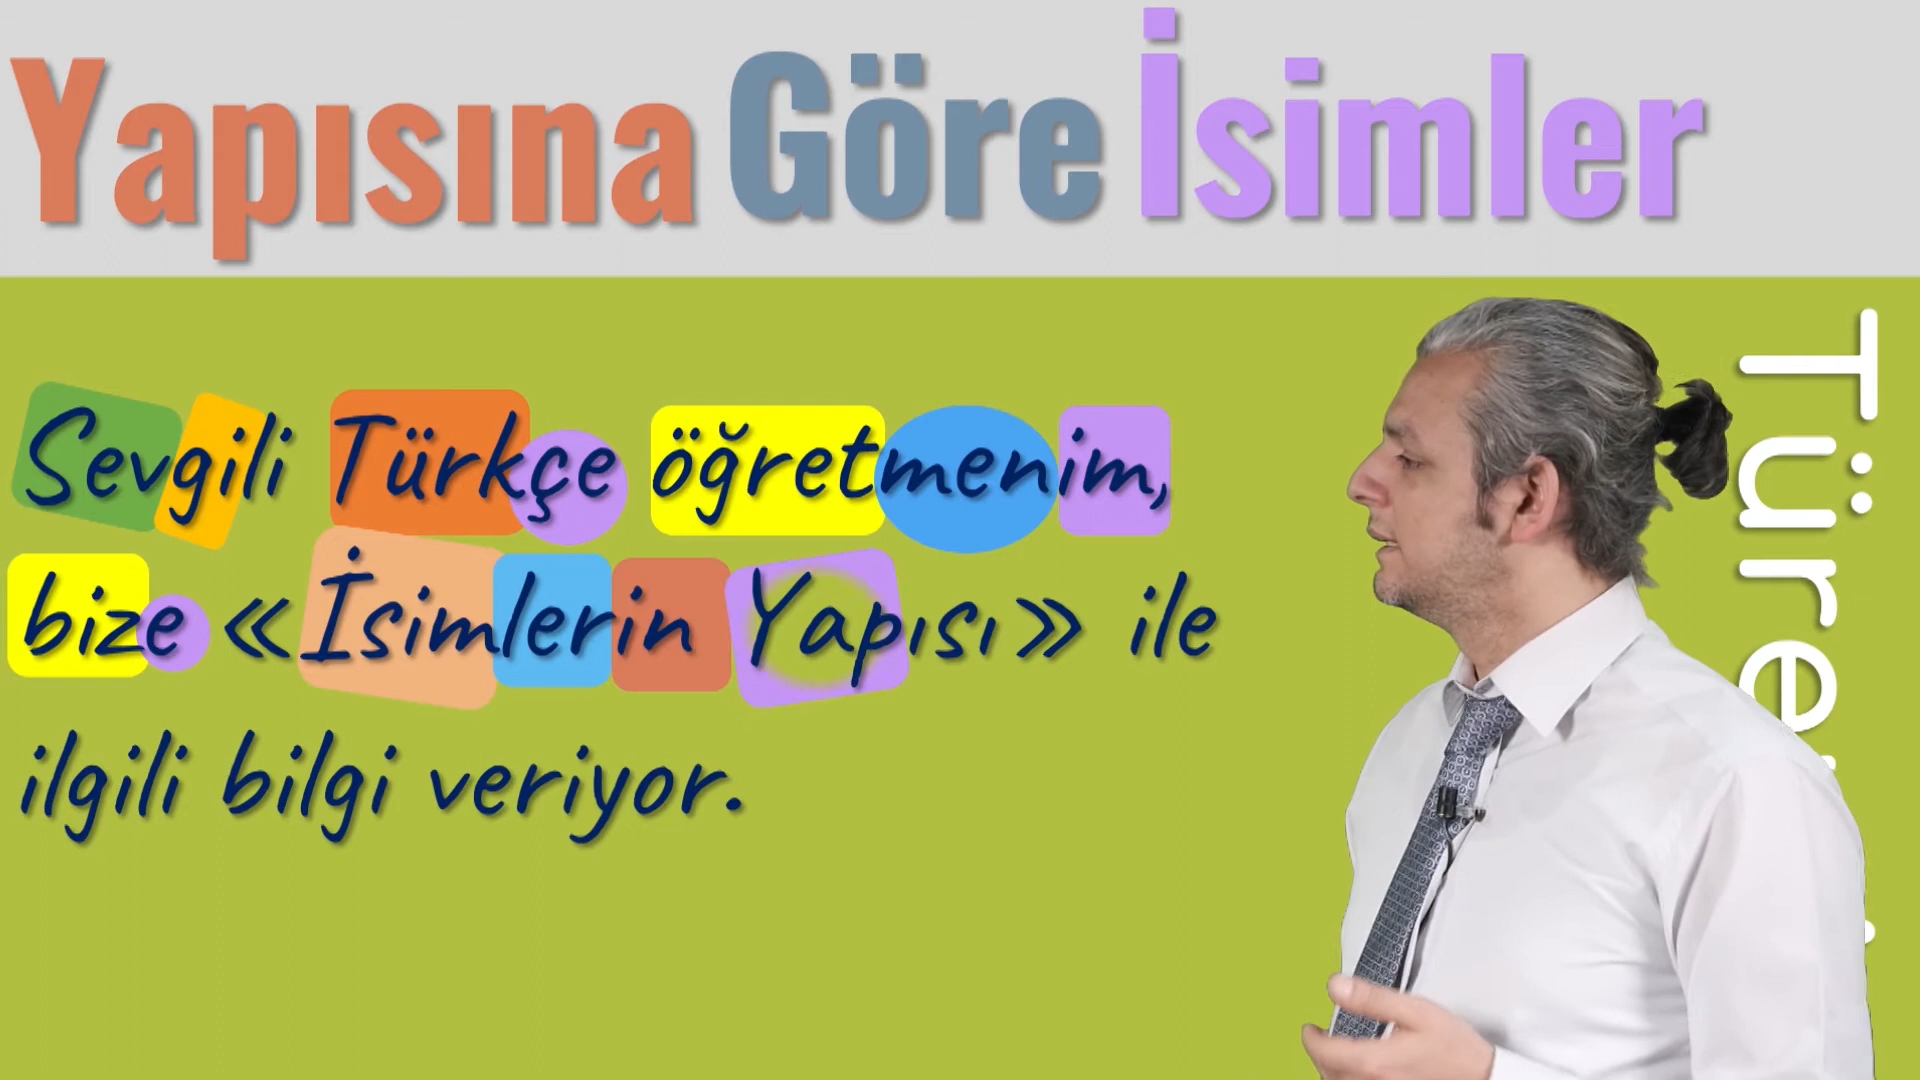 Yapısına Göre İsimler
Sevgili Türkçe öğretmenim,
bize «İsimlerin Yapısı» ile
ilgili bilgi veriyor.